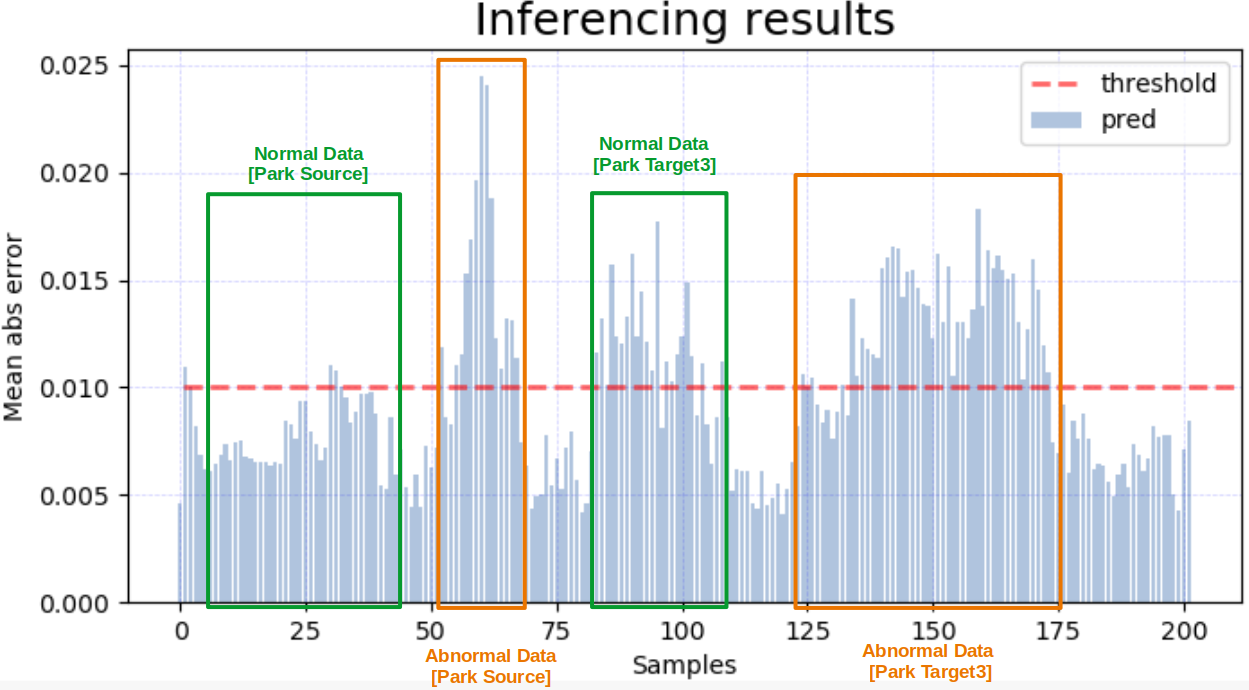 Inferencing results
0.025
0.020
0.015
0.010
0.005
0.000
Mean abs error
threshold
pred
Normal Data
[Park Source]
Normal Data
[Park Target3]
0 25 50 75 100 125 150 175 200
Samples
Abnormal Data
[Park Source]
Abnormal Data
[Park Target3]